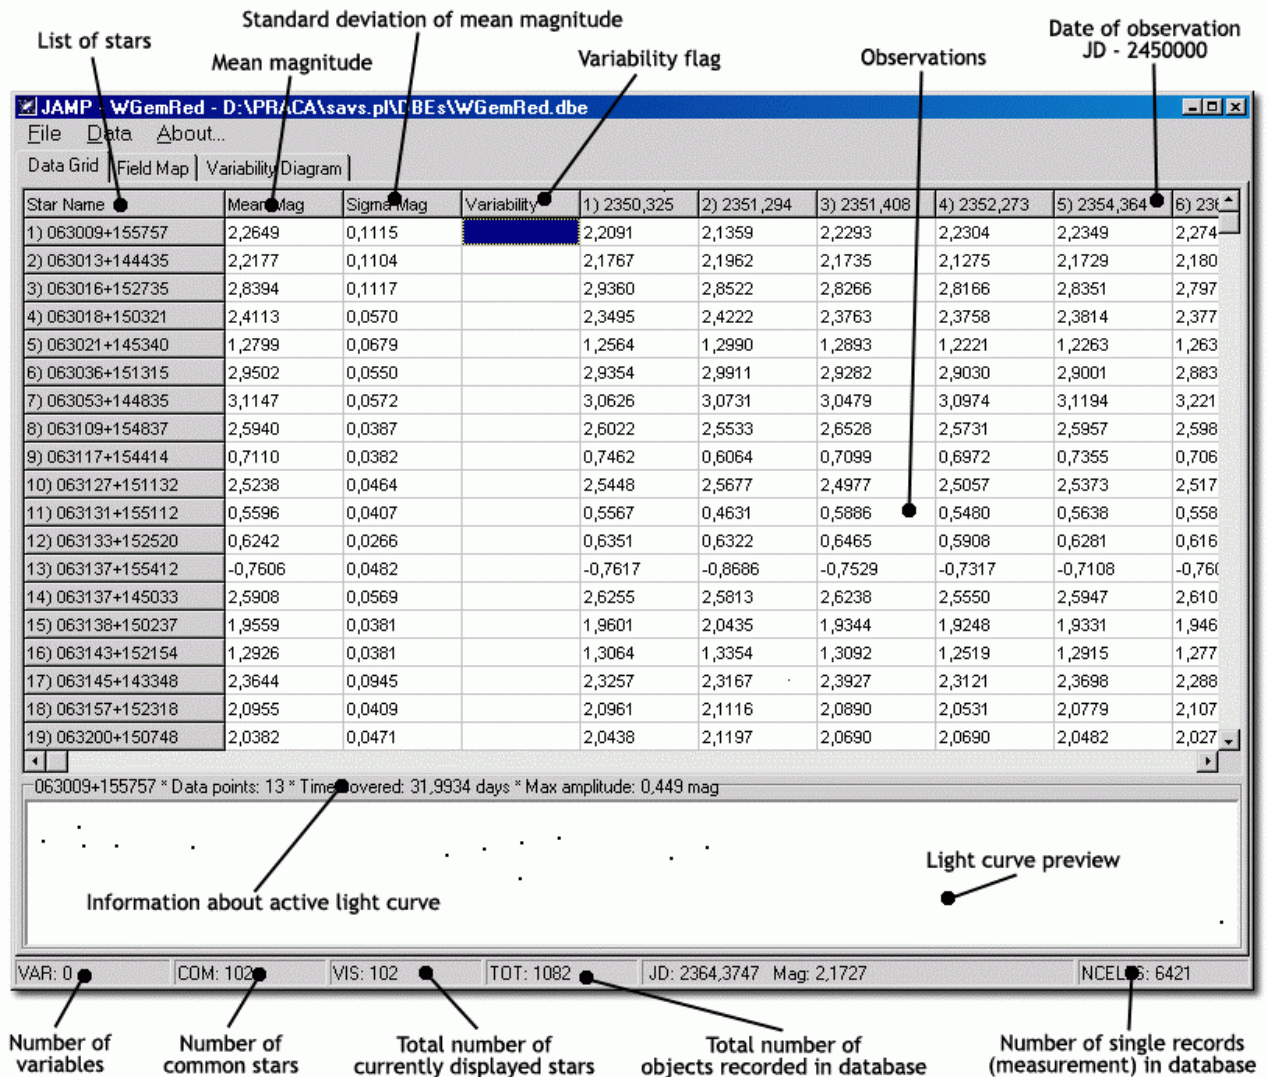 Standard deviation of mean magnitude
List of stars
Mean magnitude
Variability flag
Observations
Date of observation
JD - 2450000
JAMP - WGemRed - D:\PRACA\savs.pl\DBEs\WGemRed.dbe
File Data About...
Data Grid Field Map Variability Diagram
Star Name Mean Mag Sigma Mag Variability 1) 2350,325 2) 2351,294 3) 2351,408 4) 2352,273 5) 2354,364 6) 236
1) 063009+155757 2,2649 0,1115 2,2091 2,1359 2,2293 2,2304 2,2349 2,274
2) 063013+144435 2,2177 0,1104 2,1767 2,1962 2,1735 2,1275 2,1729 2,180
3) 063016+152735 2,8394 0,1117 2,9360 2,8522 2,8266 2,8166 2,8351 2,797
4) 063018+150321 2,4113 0,0570 2,3495 2,4222 2,3763 2,3758 2,3814 2,377
5) 063021+145340 1,2799 0,0679 1,2564 1,2990 1,2893 1,2221 1,2263 1,263
6) 063036+151315 2,9502 0,0550 2,9354 2,9911 2,9282 2,9030 2,9001 2,883
7) 063053+144835 3,1147 0,0572 3,0626 3,0731 3,0479 3,0974 3,1194 3,221
8) 063109+154837 2,5940 0,0387 2,6022 2,5533 2,6528 2,5731 2,5957 2,598
9) 063117+154414 0,7110 0,0382 0,7462 0,6064 0,7099 0,6972 0,7355 0,706
10) 063127+151132 2,5238 0,0464 2,5448 2,5677 2,4977 2,5057 2,5373 2,517
11) 063131+155112 0,5596 0,0407 0,5567 0,4631 0,5886 0,5480 0,5638 0,558
12) 063133+152520 0,6242 0,0266 0,6351 0,6322 0,6465 0,5908 0,6281 0,616
13) 063137+155412 -0,7606 0,0482 -0,7617 -0,8686 -0,7529 -0,7317 -0,7108 -0,760
14) 063137+145033 2,5908 0,0569 2,6255 2,5813 2,6238 2,5550 2,5947 2,610
15) 063138+150237 1,9559 0,0381 1,9601 2,0435 1,9344 1,9248 1,9331 1,946
16) 063143+152154 1,2926 0,0381 1,3064 1,3354 1,3092 1,2519 1,2915 1,277
17) 063145+143348 2,3644 0,0945 2,3257 2,3167 2,3927 2,3121 2,3698 2,288
18) 063157+152318 2,0955 0,0409 2,0961 2,1116 2,0890 2,0531 2,0779 2,107
19) 063200+150748 2,0382 0,0471 2,0438 2,1197 2,0690 2,0690 2,0482 2,027
063009+155757 * Data points: 13 * Time covered: 31,9934 days * Max amplitude: 0,449 mag
Light curve preview
Information about active light curve
VAR: 0 COM: 102 VIS: 102 TOT: 1082 JD: 2364,3747 Mag: 2,1727 NCELLS: 6421
Number of
variables
Number of
common stars
Total number of
currently displayed stars
Total number of
objects recorded in database
Number of single records
(measurement) in database